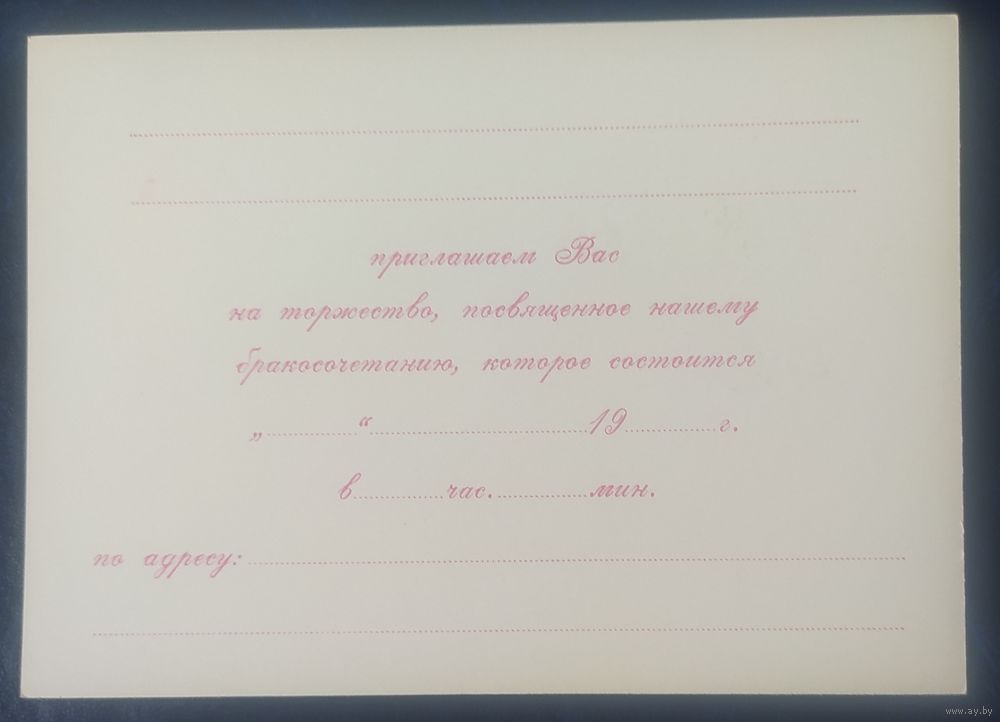 приглашаем Вас
на торжество, посвященное нашему
бракосочетанию, которое состоится
„..........“..............................19............г.
в............час.............мин.
по адресу:
www.ay.by